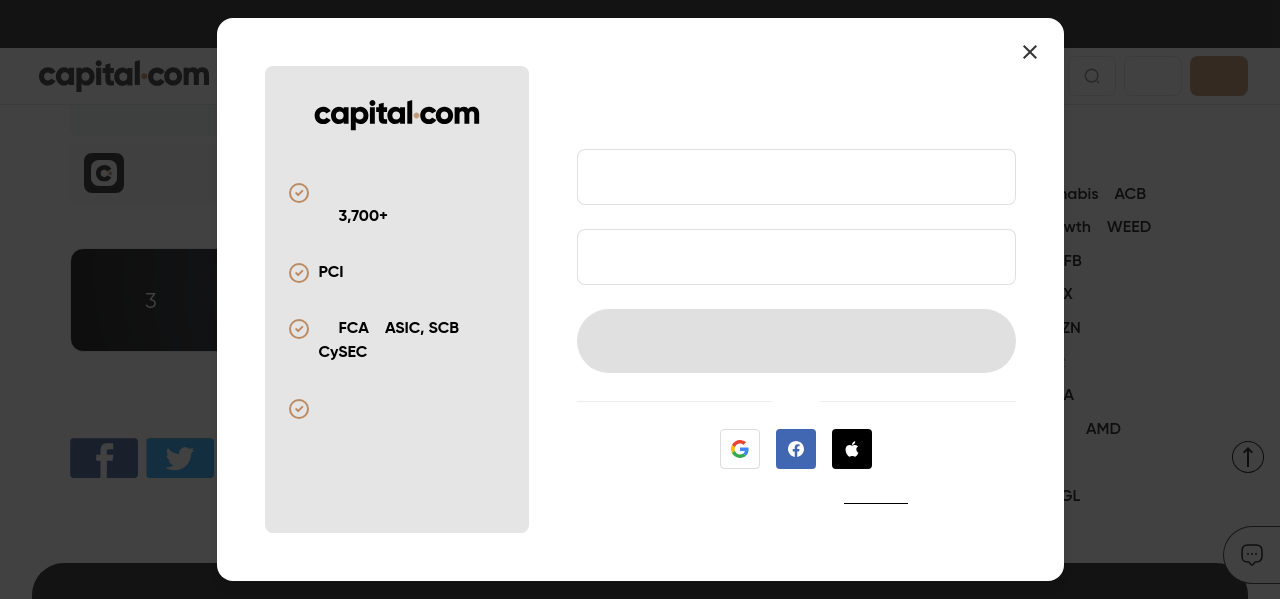 capital.com
capital.com
3,700+
PCI
FCA ASIC, SCB
CySEC
3
nabis ACB
wth WEED
FB
X
ZN
A
AMD
GL